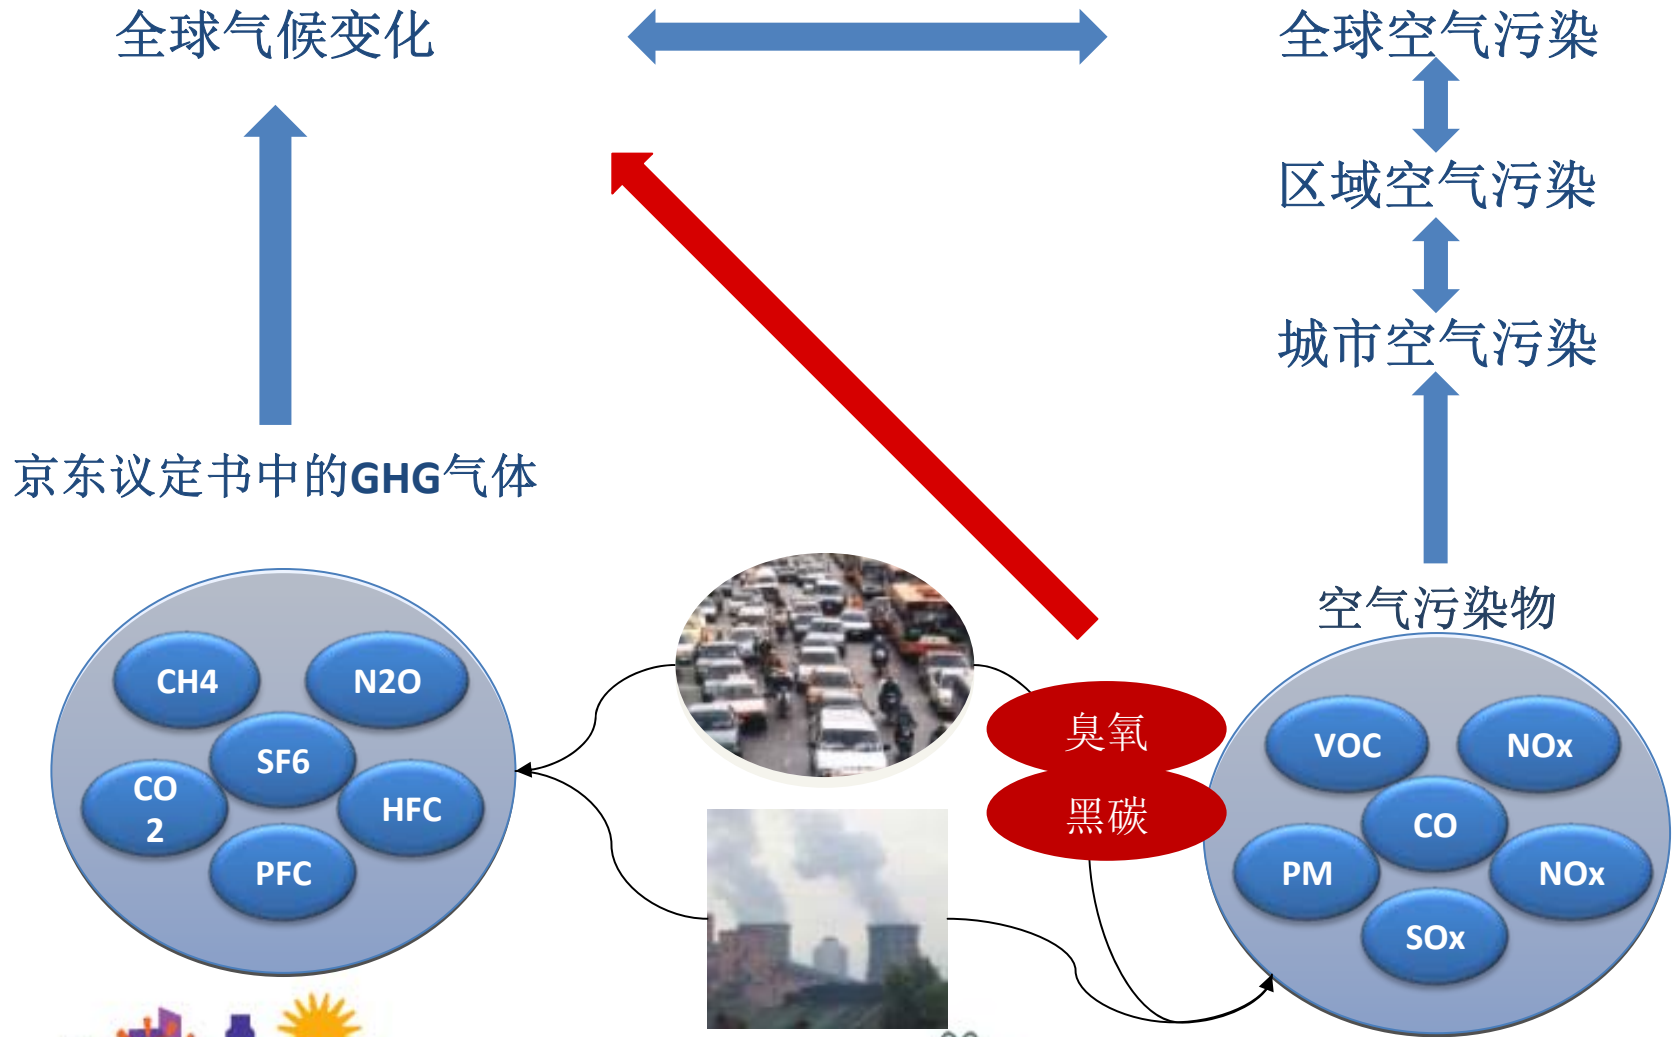 全球气候变化
全球空气污染
区域空气污染
城市空气污染
京东议定书中的GHG气体
空气污染物
CH4
N2O
SF6
CO
2
HFC
PFC
臭氧
黑碳
VOC
NOx
CO
PM
NOx
SOx